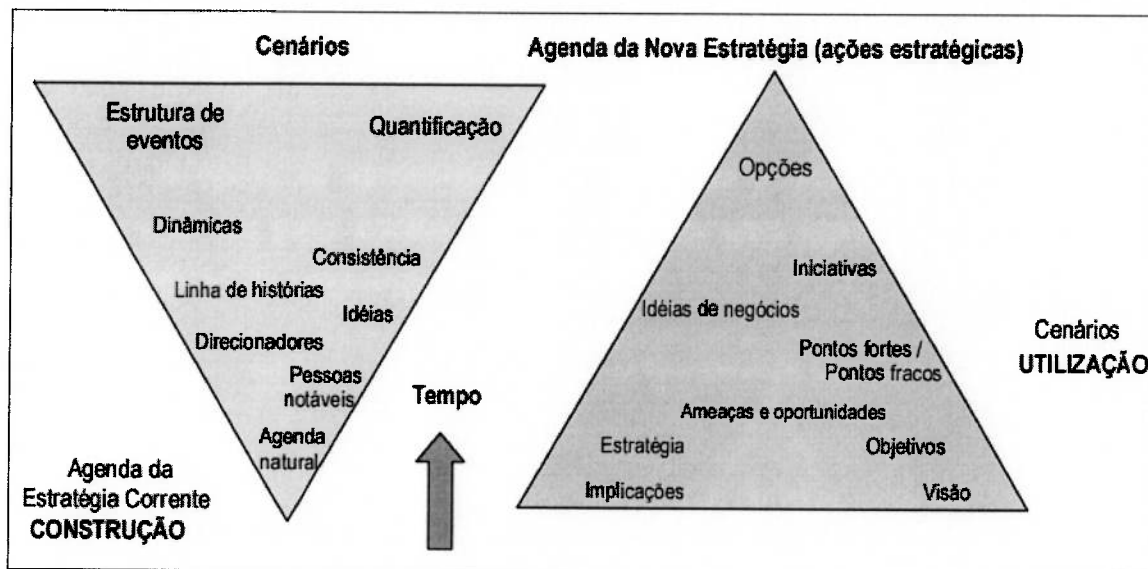 Cenários
Estrutura de
eventos
Quantificação
Dinâmicas
Consistência
Linha de histórias
Idéias
Direcionadores
Pessoas
notáveis
Agenda
natural
Agenda da
Estratégia Corrente
CONSTRUÇÃO
Tempo
Agenda da Nova Estratégia (ações estratégicas)
Opções
Iniciativas
Idéias de negócios
Pontos fortes /
Pontos fracos
Ameaças e oportunidades
Estratégia
Objetivos
Implicações
Visão
Cenários
UTILIZAÇÃO